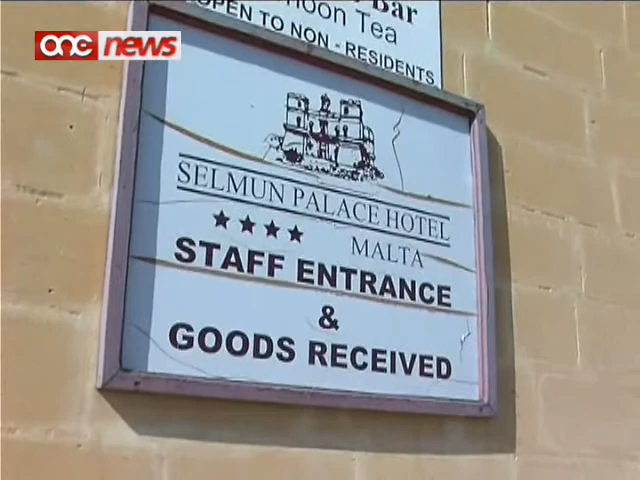 one news
Bar
noon Tea
OPEN TO NON - RESIDENTS
SELMUN PALACE HOTEL
MALTA
STAFF ENTRANCE
&
GOODS RECEIVED